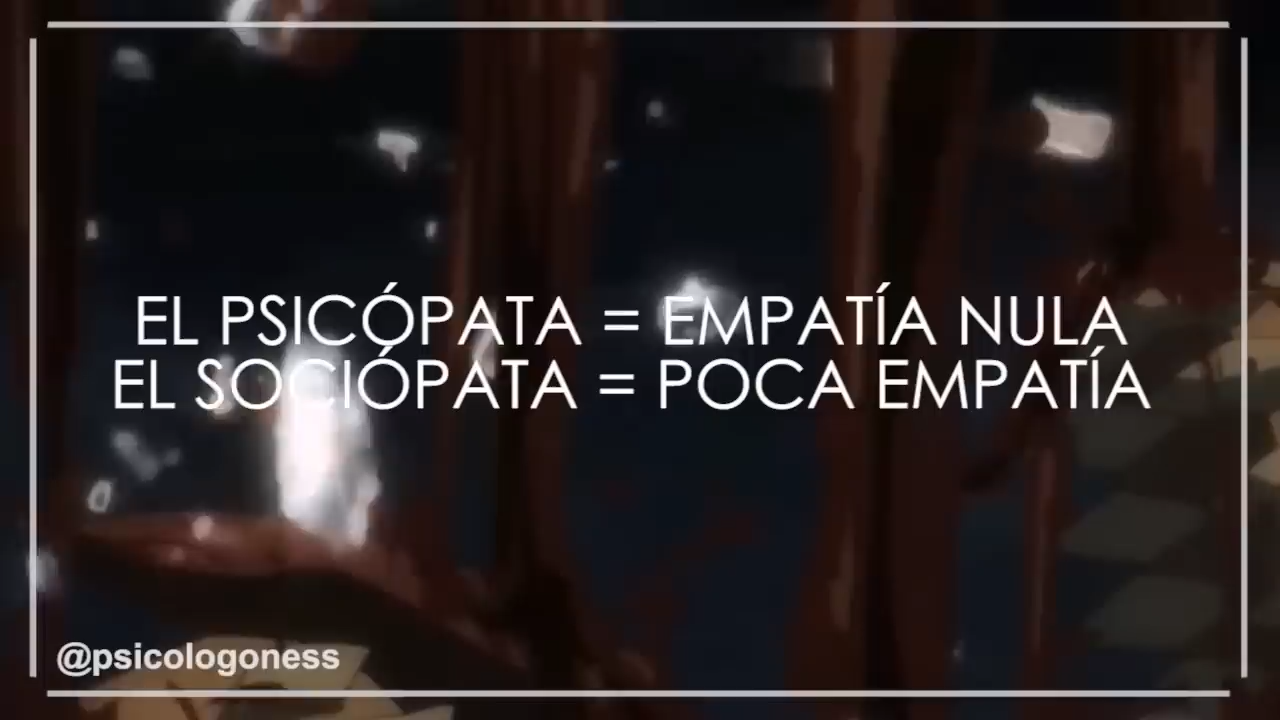 EL PSICÓPATA = EMPATÍA NULA
EL SOCIÓPATA = POCA EMPATÍA
@psicologoness